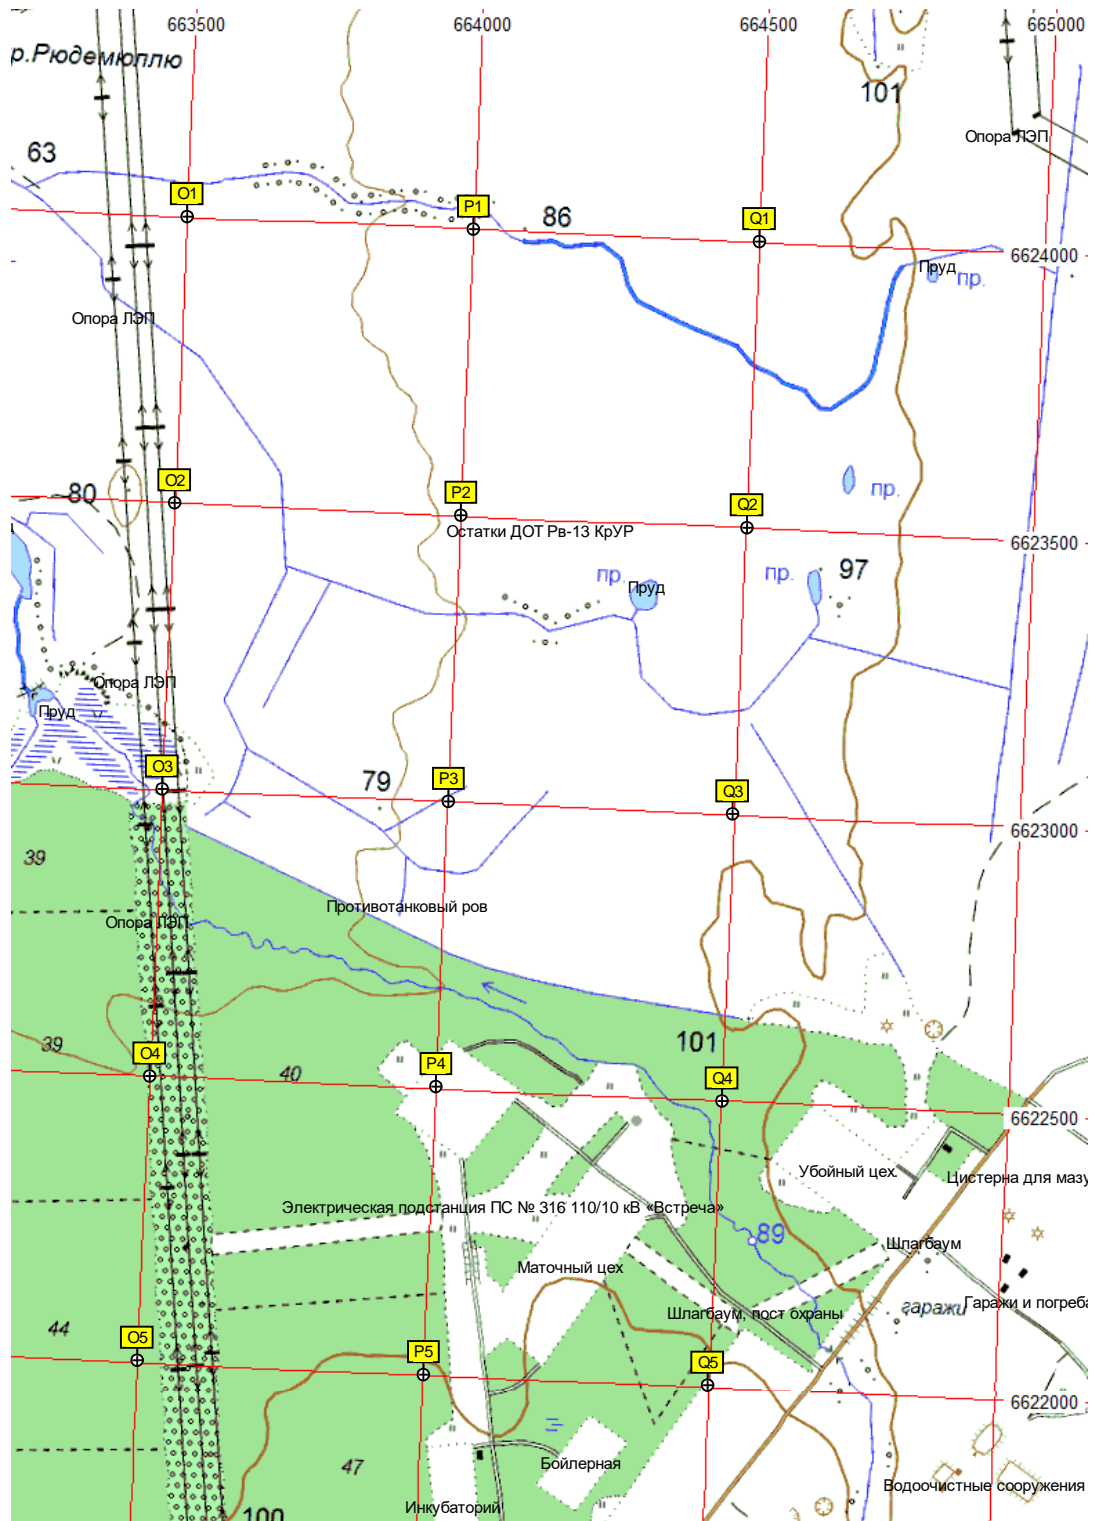 663500
664000
664500
665000
р.Рюдемюллю
101
Опора ЛЭП
63
O1
P1
86
Q1
6624000
Пруд
пр.
Опора ЛЭП
O2
80
P2
Q2
пр.
Остатки ДОТ Рв-13 КрУР
6623500
пр.
Пруд
пр.
97
Опора ЛЭП
Пруд
O3
P3
79
Q3
6623000
39
Противотанковый ров
Опора ЛЭП
39
O4
P4
101
40
Q4
6622500
Убойный цех
Цистерна для мазу
Электрическая подстанция ПС № 316 110/10 кВ «Встреча»
89
Шлагбаум
Маточный цех
гаражи
Гаражи и погреба
Шлагбаум, пост охраны
44
O5
P5
Q5
6622000
47
Бойлерная
Водоочистные сооружения
Инкубаторий
100